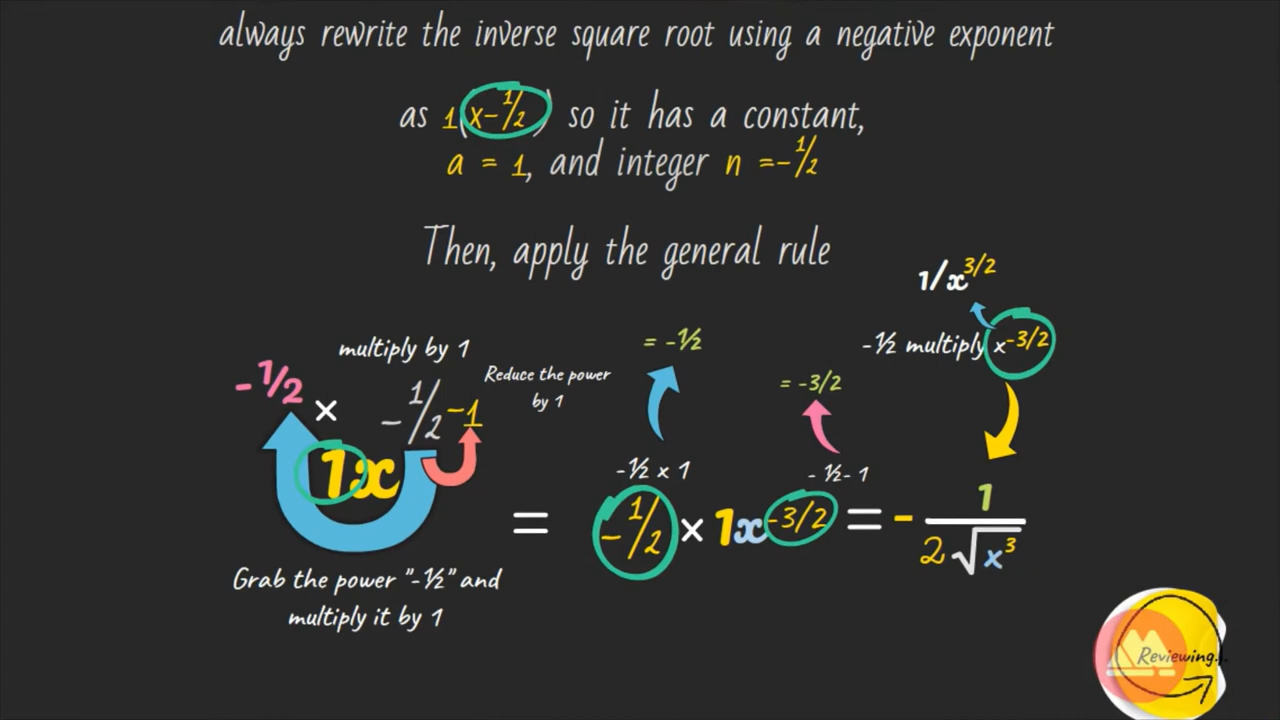 always rewrite the inverse square root using a negative exponent
as 1(x-1/2) so it has a constant,
a = 1, and integer n =-1/2
Then, apply the general rule
1/x3/2
-½ multiply x-3/2
multiply by 1
= -½
-1/2
×
-1/2-1
Reduce the power
by 1
= -3/2
1x
-½ x 1
- ½- 1
= -1/2 × 1x-3/2 = - 1
2√x3
Grab the power "-½" and
multiply it by 1
Reviewing..